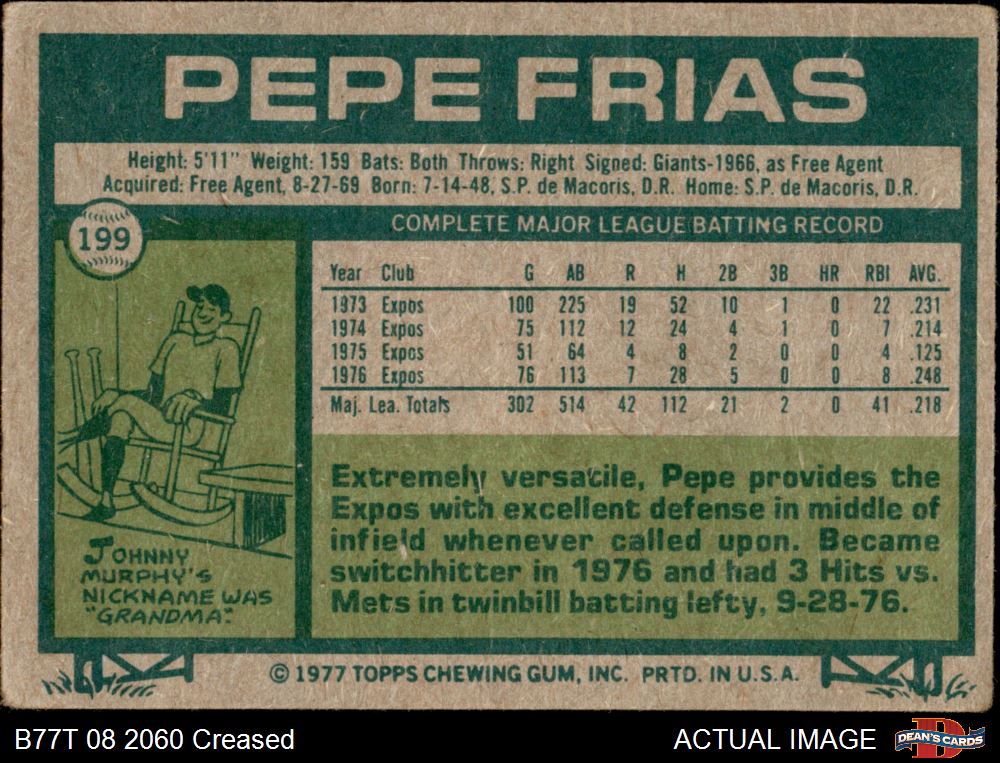 PEPE FRIAS
Height: 5'11" Weight: 159 Bats: Both Throws: Right Signed: Giants-1966, as Free Agent
Acquired: Free Agent, 8-27-69 Born: 7-14-48, S.P. de Macoris, D.R. Home: S.P. de Macoris, D.R.
199
COMPLETE MAJOR LEAGUE BATTING RECORD
Year Club G AB R H 2B 3B HR RBI AVG.
1973 Expos 100 225 19 52 10 1 0 22 .231
1974 Expos 75 112 12 24 4 1 0 7 .214
1975 Expos 51 64 4 8 2 0 0 4 .125
1976 Expos 76 113 7 28 5 0 0 8 .248
Maj. Lea. Totals 302 514 42 112 21 2 0 41 .218
Extremely versatile, Pepe provides the
Expos with excellent defense in middle of
infield whenever called upon. Became
switchhitter in 1976 and had 3 Hits vs.
Mets in twinbill batting lefty, 9-28-76.
JOHNNY
MURPHY'S
NICKNAME WAS
"GRANDMA."
© 1977 TOPPS CHEWING GUM, INC. PRTD. IN U.S.A.
B77T 08 2060 Creased
ACTUAL IMAGE
DEAN'S CARDS